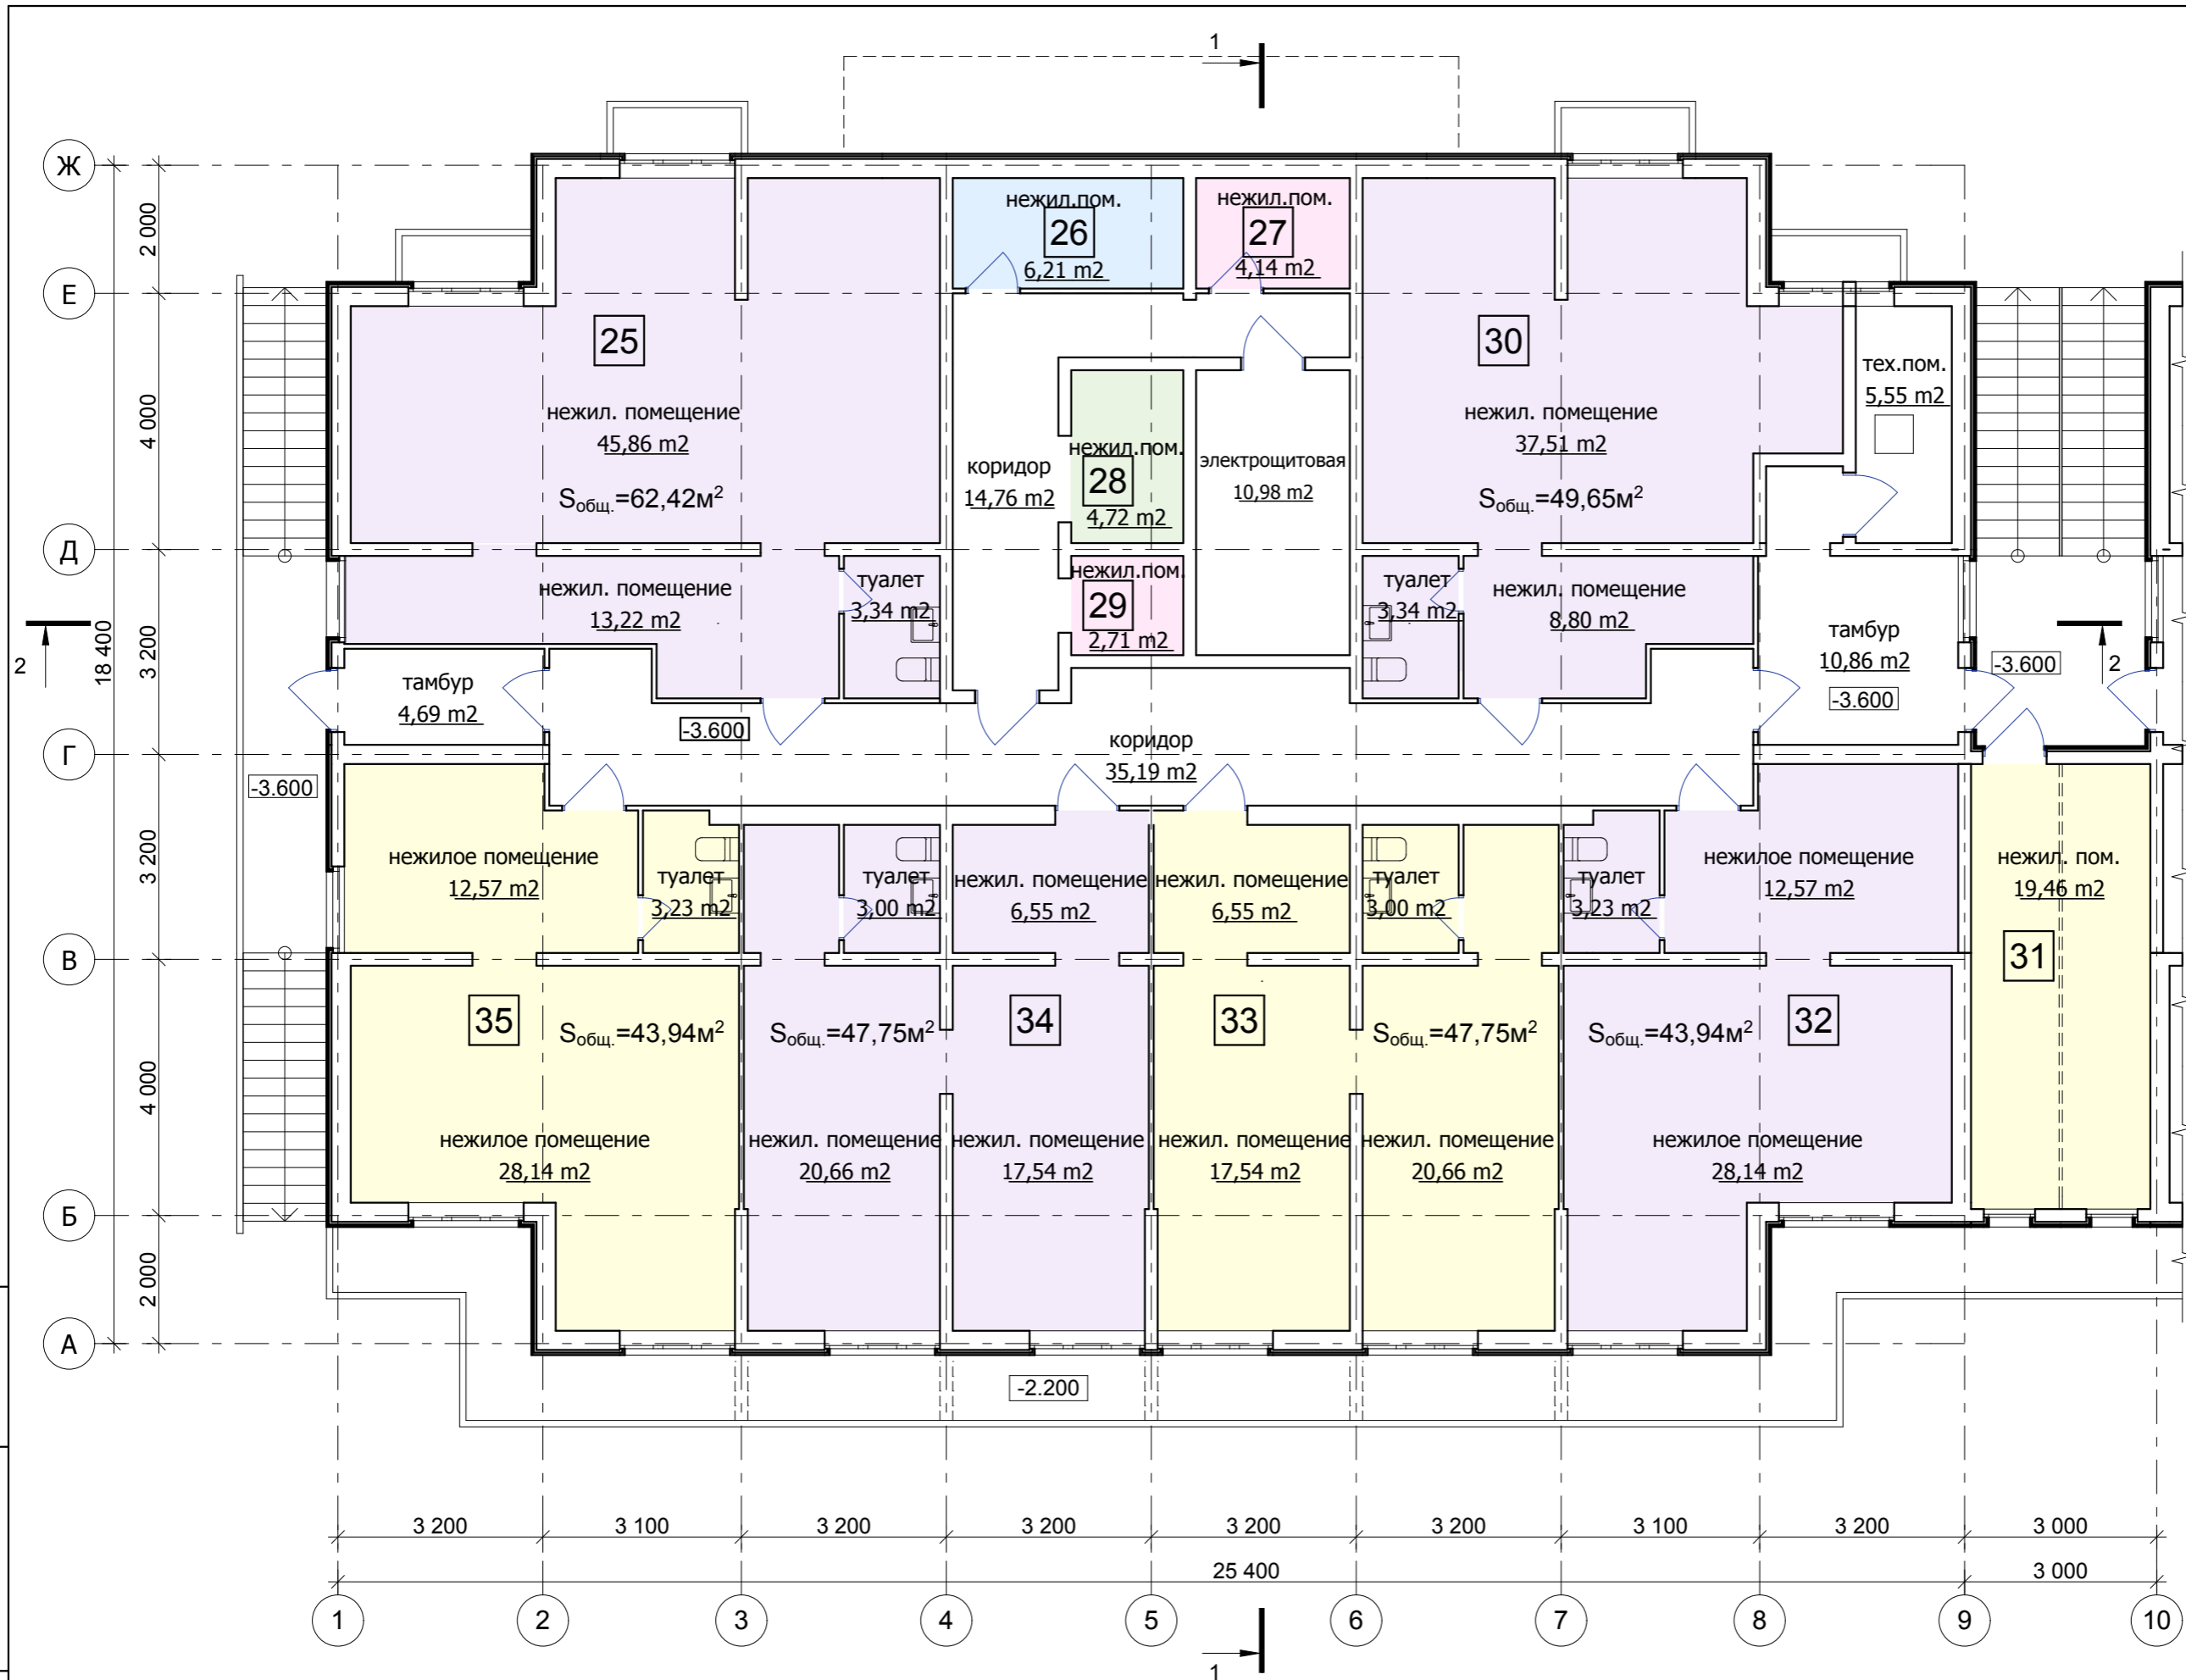 1
Ж
2 000
Е
4 000
Д
3 200
18 400
Г
3 200
В
4 000
Б
2 000
А
2
нежил.пом.
26
6,21 m2
нежил.пом.
27
4,14 m2
25
нежил. помещение
45,86 m2
Sобщ.=62,42м²
30
нежил. помещение
37,51 m2
Sобщ.=49,65м²
тех.пом.
5,55 m2
коридор
14,76 m2
нежил.пом.
28
4,72 m2
электрощитовая
10,98 m2
нежил.пом.
29
2,71 m2
нежил. помещение
13,22 m2
туалет
3,34 m2
туалет
3,34 m2
нежил. помещение
8,80 m2
тамбур
10,86 m2
-3.600
-3.600
2
тамбур
4,69 m2
-3.600
коридор
35,19 m2
-3.600
нежилое помещение
12,57 m2
туалет
3,23 m2
туалет
3,00 m2
нежил. помещение
6,55 m2
нежил. помещение
6,55 m2
туалет
3,00 m2
туалет
3,23 m2
нежилое помещение
12,57 m2
нежил. пом.
19,46 m2
31
35
Sобщ.=43,94м²
Sобщ.=47,75м²
34
33
Sобщ.=47,75м²
Sобщ.=43,94м²
32
нежилое помещение
28,14 m2
нежил. помещение
20,66 m2
нежил. помещение
17,54 m2
нежил. помещение
17,54 m2
нежил. помещение
20,66 m2
нежилое помещение
28,14 m2
-2.200
3 200
3 100
3 200
3 200
3 200
3 200
3 100
3 200
3 000
25 400
3 000
1
2
3
4
5
6
7
8
9
10
1